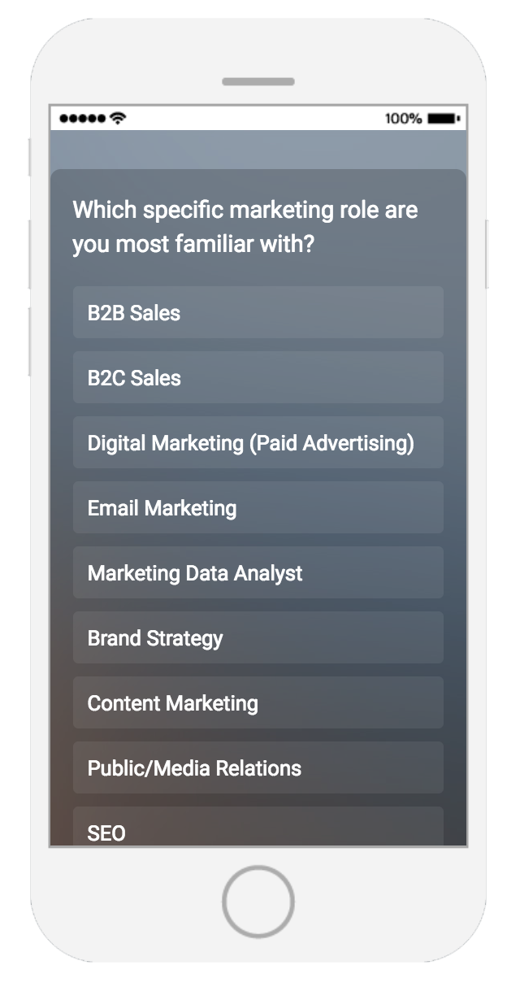 100%
Which specific marketing role are
you most familiar with?
B2B Sales
B2C Sales
Digital Marketing (Paid Advertising)
Email Marketing
Marketing Data Analyst
Brand Strategy
Content Marketing
Public/Media Relations
SEO